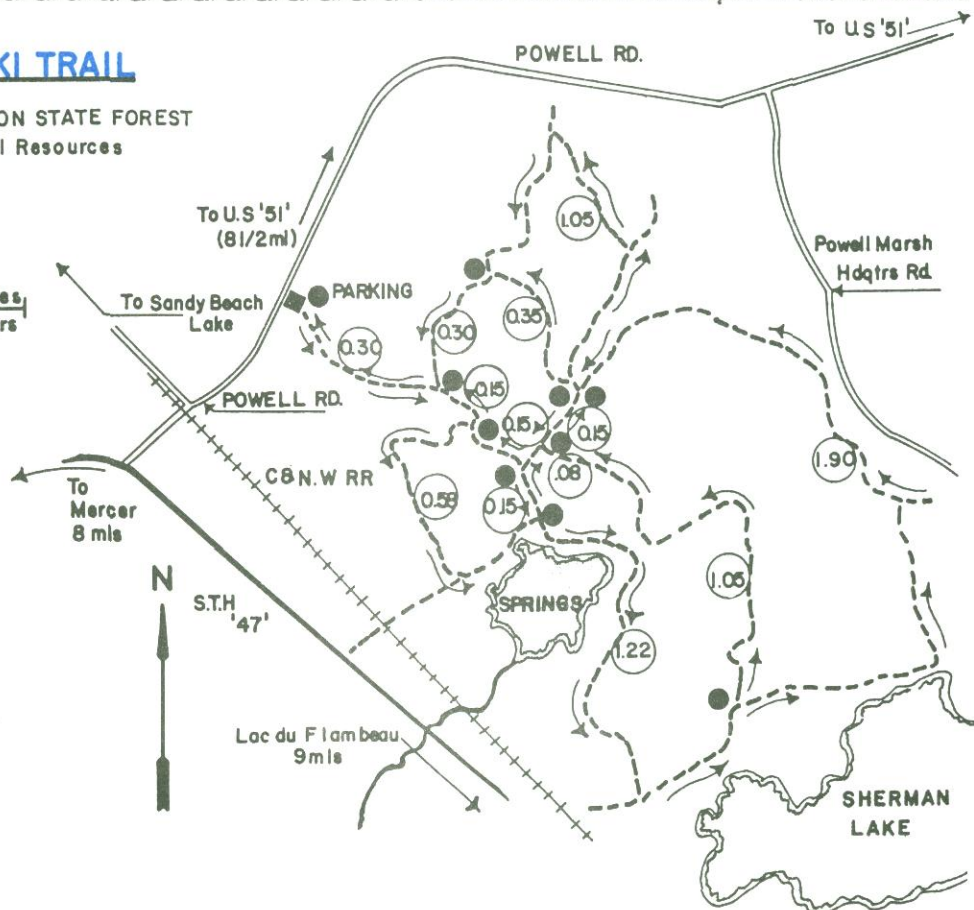 To U.S '51'
POWELL RD.
KI TRAIL
ON STATE FOREST
l Resources
To U.S '51'
(8 1/2 mi)
1.05
Powell Marsh
Hdqtrs Rd.
es
rs
To Sandy Beach
Lake
PARKING
0.30
0.30
0.35
0.15
POWELL RD.
0.15
0.15
1.90
C & N.W RR
0.58
.08
0.15
To
Mercer
8 mls
N
S.T.H
'47'
SPRINGS
1.05
1.22
Lac du Flambeau
9 mls
SHERMAN
LAKE